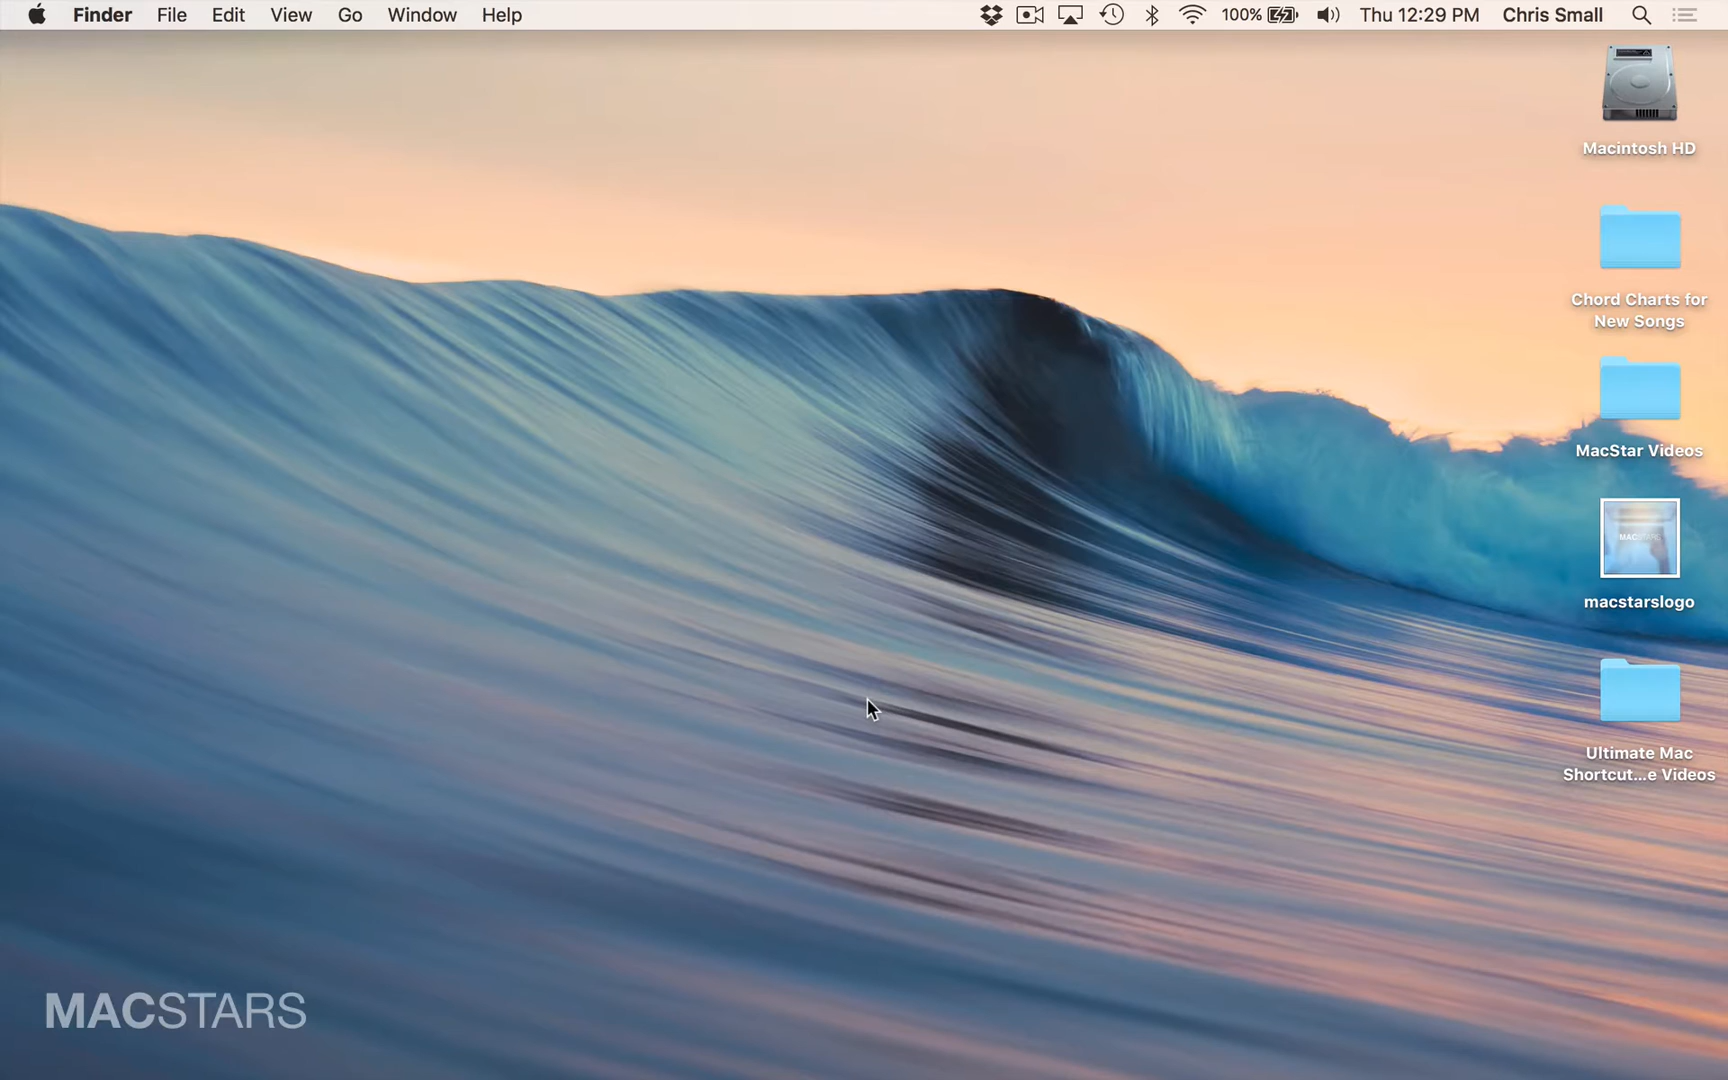 Finder File Edit View Go Window Help 100% Thu 12:29 PM Chris Small
Macintosh HD
Chord Charts for
New Songs
MacStar Videos
MACSTARS
macstarslogo
Ultimate Mac
Shortcut...e Videos
MACSTARS